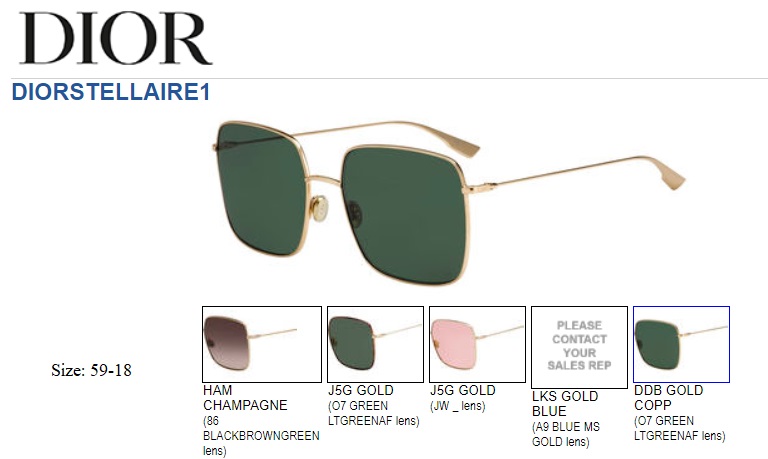 DIOR
DIORSTELLAIRE1
PLEASE
CONTACT
YOUR
SALES REP
Size: 59-18
HAM
CHAMPAGNE
(86
BLACKBROWNGREEN
lens)
J5G GOLD
(O7 GREEN
LTGREENAF lens)
J5G GOLD
(JW _ lens)
LKS GOLD
BLUE
(A9 BLUE MS
GOLD lens)
DDB GOLD
COPP
(O7 GREEN
LTGREENAF lens)